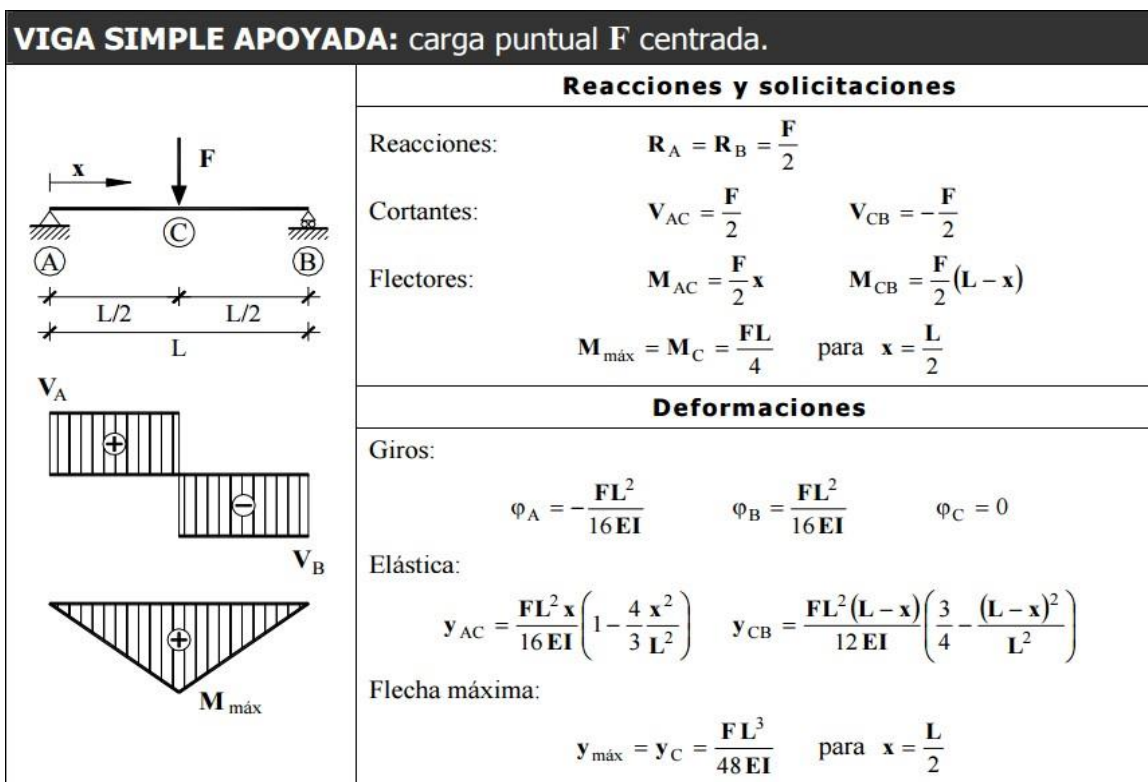 VIGA SIMPLE APOYADA: carga puntual F centrada.
x
F
A
C
B
L/2
L/2
L
V_A
+
−
V_B
+
M_máx
Reacciones y solicitaciones
Reacciones: R_A = R_B = F/2
Cortantes: V_AC = F/2 V_CB = −F/2
Flectores: M_AC = F/2 x M_CB = F/2 (L − x)
M_máx = M_C = FL/4 para x = L/2
Deformaciones
Giros:
φ_A = −FL²/16EI φ_B = FL²/16EI φ_C = 0
Elástica:
y_AC = FL²x/16EI (1 − 4/3 x²/L²) y_CB = FL²(L − x)/12EI (3/4 − (L − x)²/L²)
Flecha máxima:
y_máx = y_C = FL³/48EI para x = L/2